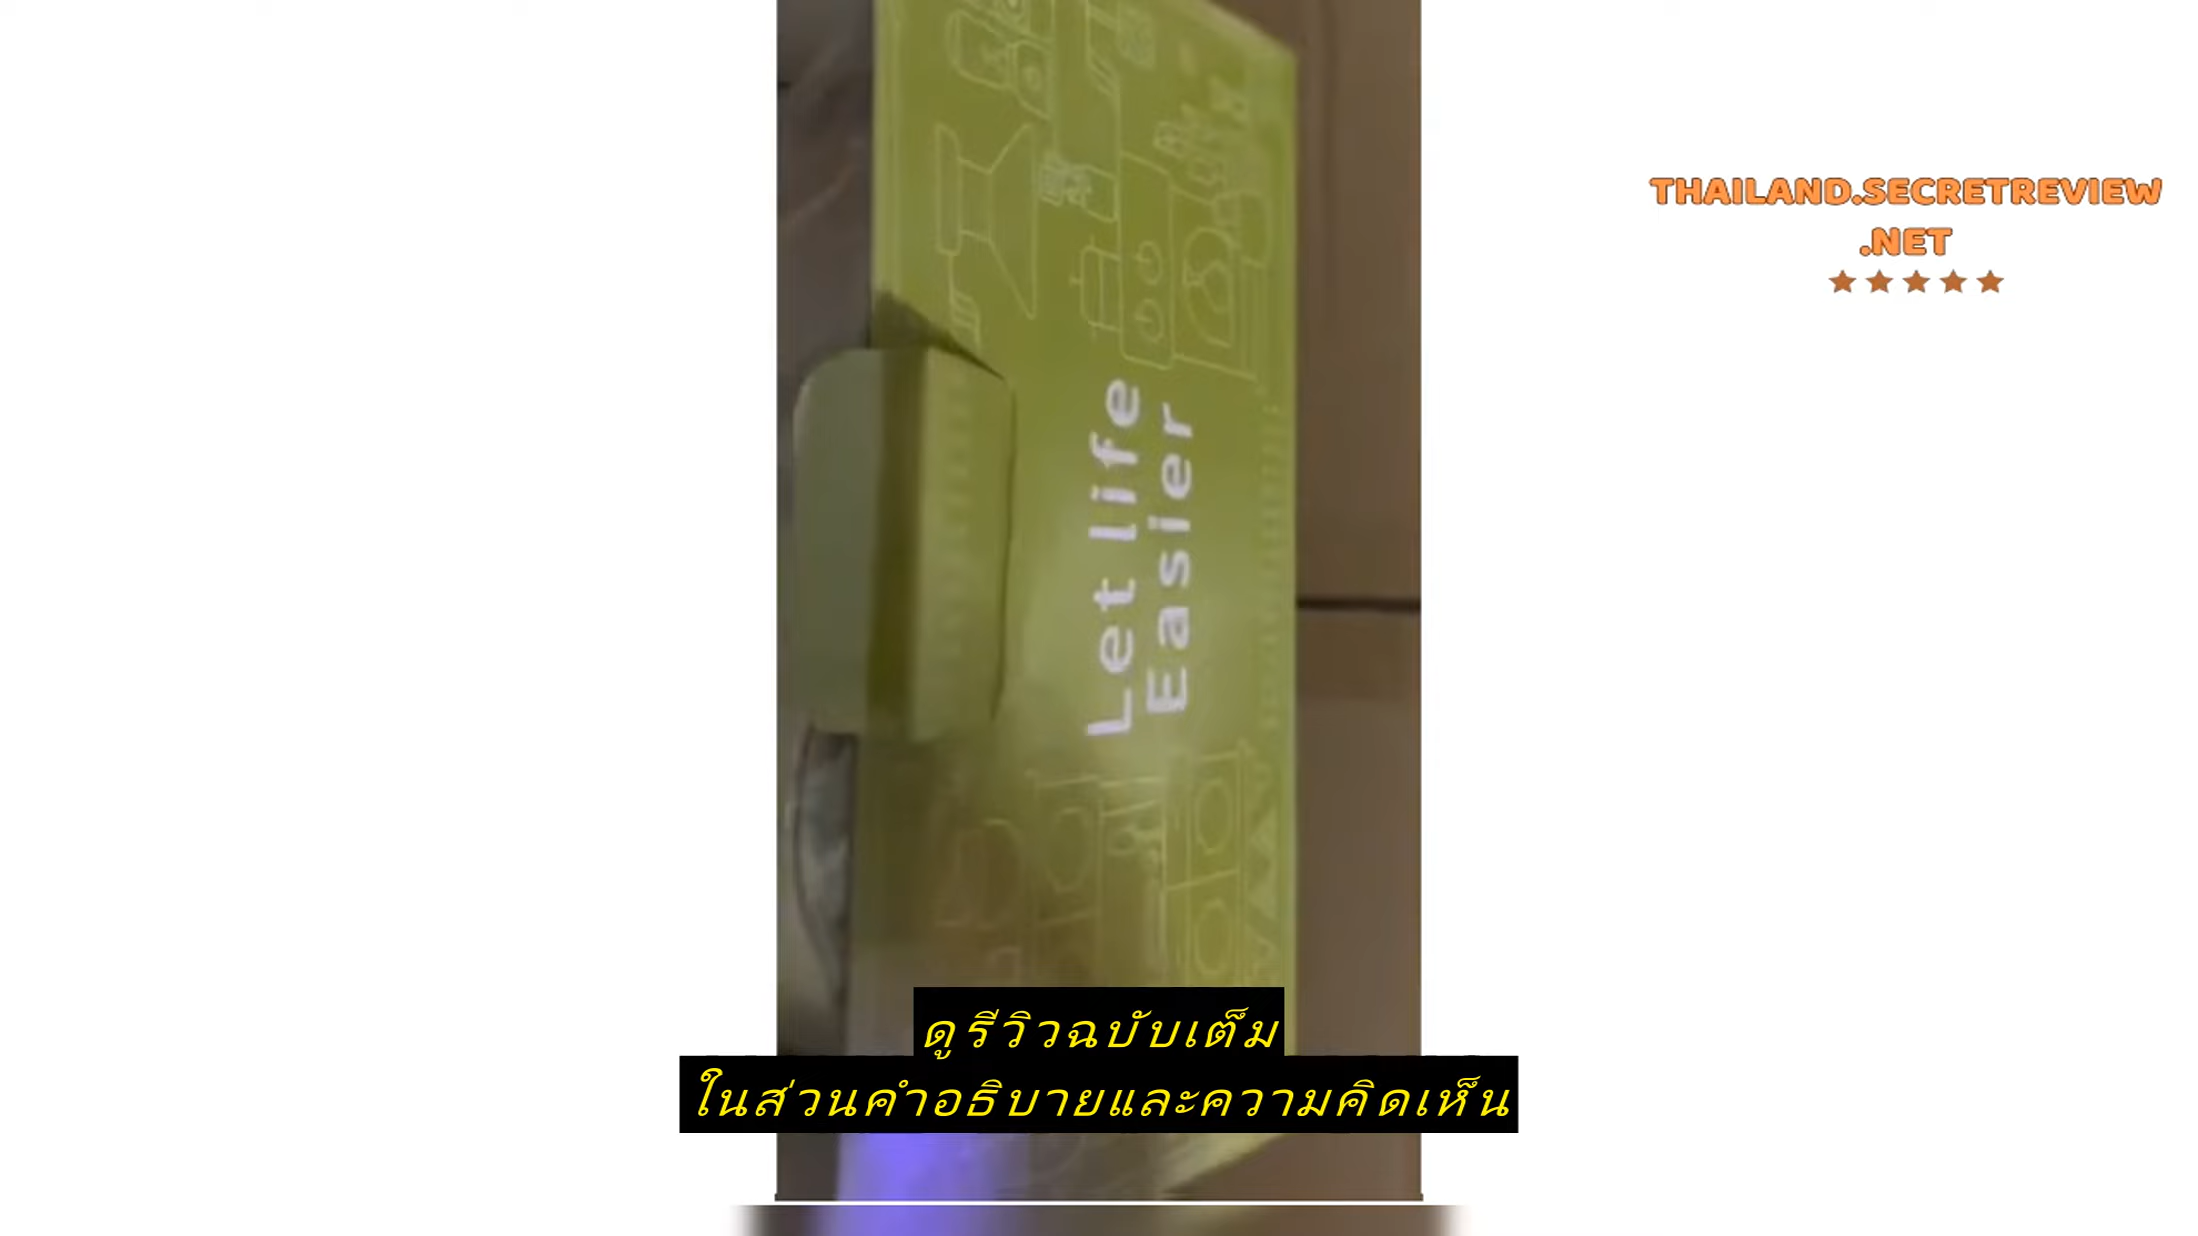 THAILAND.SECRETREVIEW
.NET
Let life
Easier
ดูรีวิวฉบับเต็ม
ในส่วนคำอธิบายและความคิดเห็น